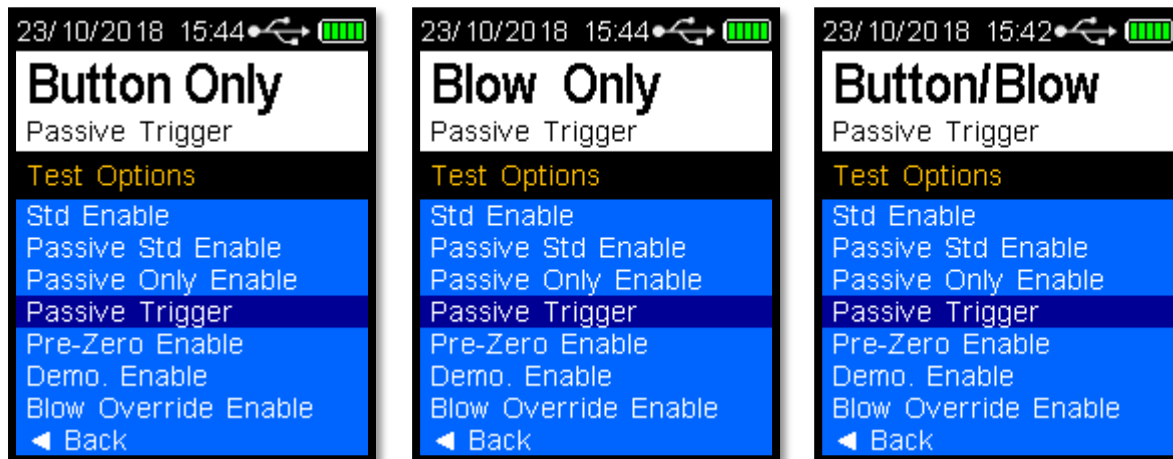 23/10/2018 15:44
Button Only
Passive Trigger
Test Options
Std Enable
Passive Std Enable
Passive Only Enable
Passive Trigger
Pre-Zero Enable
Demo. Enable
Blow Override Enable
◄ Back
23/10/2018 15:44
Blow Only
Passive Trigger
Test Options
Std Enable
Passive Std Enable
Passive Only Enable
Passive Trigger
Pre-Zero Enable
Demo. Enable
Blow Override Enable
◄ Back
23/10/2018 15:42
Button/Blow
Passive Trigger
Test Options
Std Enable
Passive Std Enable
Passive Only Enable
Passive Trigger
Pre-Zero Enable
Demo. Enable
Blow Override Enable
◄ Back